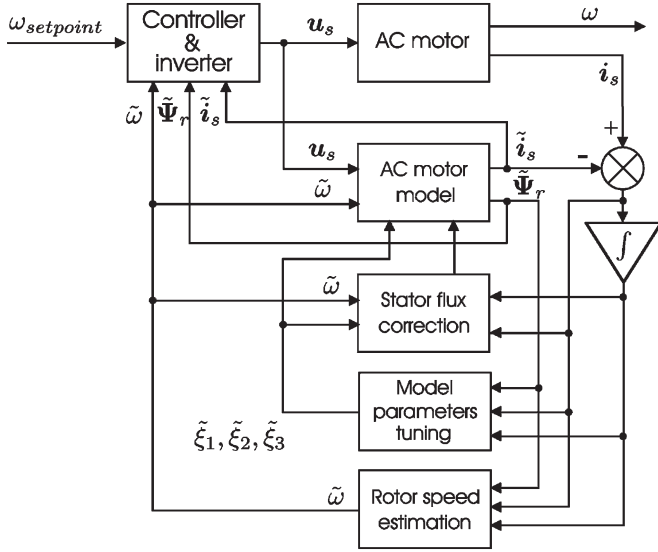 ω_setpoint
Controller
&
inverter
u_s
AC motor
ω
i_s
+
ω̃
Ψ̃_r
ĩ_s
u_s
ω̃
AC motor
model
ĩ_s
-
Ψ̃_r
∫
ω̃
Stator flux
correction
Model
parameters
tuning
ξ̃_1, ξ̃_2, ξ̃_3
ω̃
Rotor speed
estimation